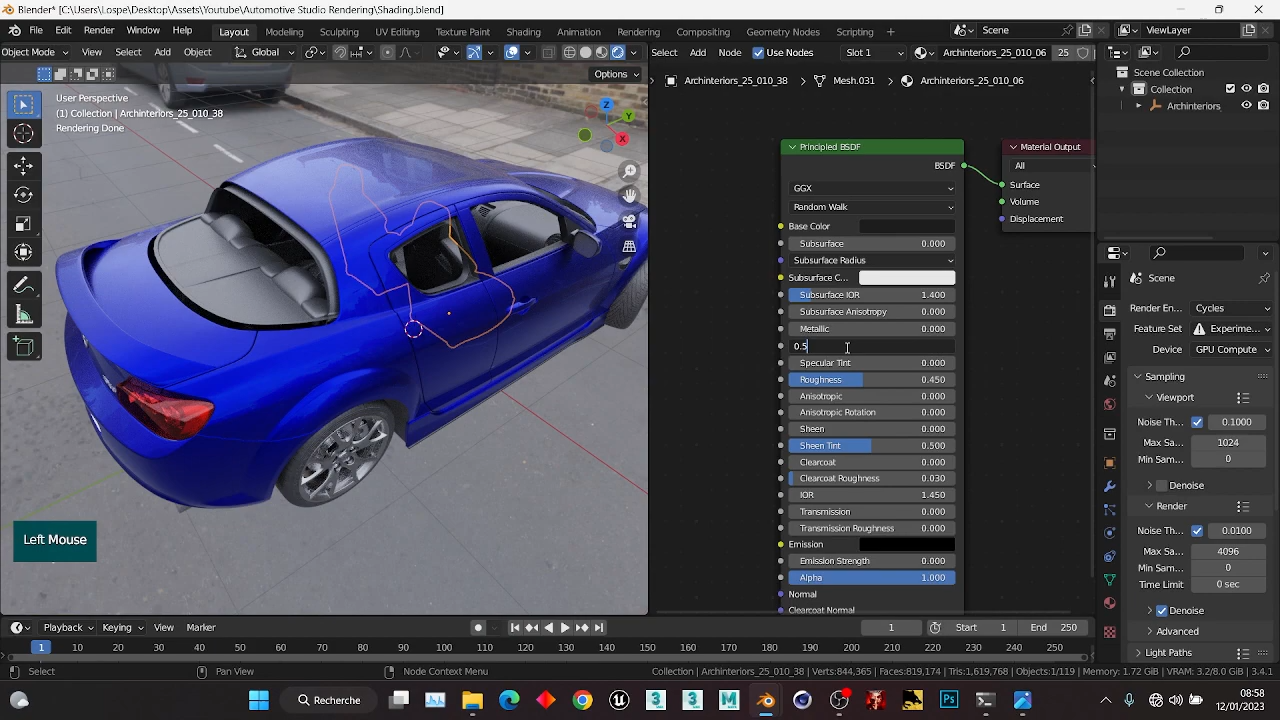 Blender* [C:\Users\Lospe\Desktop\Assets\Youtube\Automotive Studio Rendering\Shading.blend]
File Edit Render Window Help Layout Modeling Sculpting UV Editing Texture Paint Shading Animation Rendering Compositing Geometry Nodes Scripting + Scene ViewLayer
Object Mode View Select Add Object Global Select Add Node Use Nodes Slot 1 Archinteriors_25_010_06 25
Options
Archinteriors_25_010_38 > Mesh.031 > Archinteriors_25_010_06
Scene Collection
Collection
Archinteriors
User Perspective
(1) Collection | Archinteriors_25_010_38
Rendering Done
Z
Y
X
Principled BSDF
BSDF
GGX
Random Walk
Base Color
Subsurface 0.000
Subsurface Radius
Subsurface C...
Subsurface IOR 1.400
Subsurface Anisotropy 0.000
Metallic 0.000
0.5
Specular Tint 0.000
Roughness 0.450
Anisotropic 0.000
Anisotropic Rotation 0.000
Sheen 0.000
Sheen Tint 0.500
Clearcoat 0.000
Clearcoat Roughness 0.030
IOR 1.450
Transmission 0.000
Transmission Roughness 0.000
Emission
Emission Strength 0.000
Alpha 1.000
Normal
Clearcoat Normal
Material Output
All
Surface
Volume
Displacement
Scene
Render En... Cycles
Feature Set Experime...
Device GPU Compute
Sampling
Viewport
Noise Th... 0.1000
Max Sa... 1024
Min Sam... 0
Denoise
Render
Noise Th... 0.0100
Max Sa... 4096
Min Sam... 0
Time Limit 0 sec
Denoise
Advanced
Light Paths
Left Mouse
Playback Keying View Marker 1 Start 1 End 250
1 10 20 30 40 50 60 70 80 90 100 110 120 130 140 150 160 170 180 190 200 210 220 230 240 250
Select Pan View Node Context Menu Collection | Archinteriors_25_010_38 | Verts:844,365 | Faces:819,174 | Tris:1,619,768 | Objects:1/119 | Memory: 1.72 GiB | VRAM: 3.2/8.0 GiB | 3.4.1
Recherche
08:58
12/01/2023